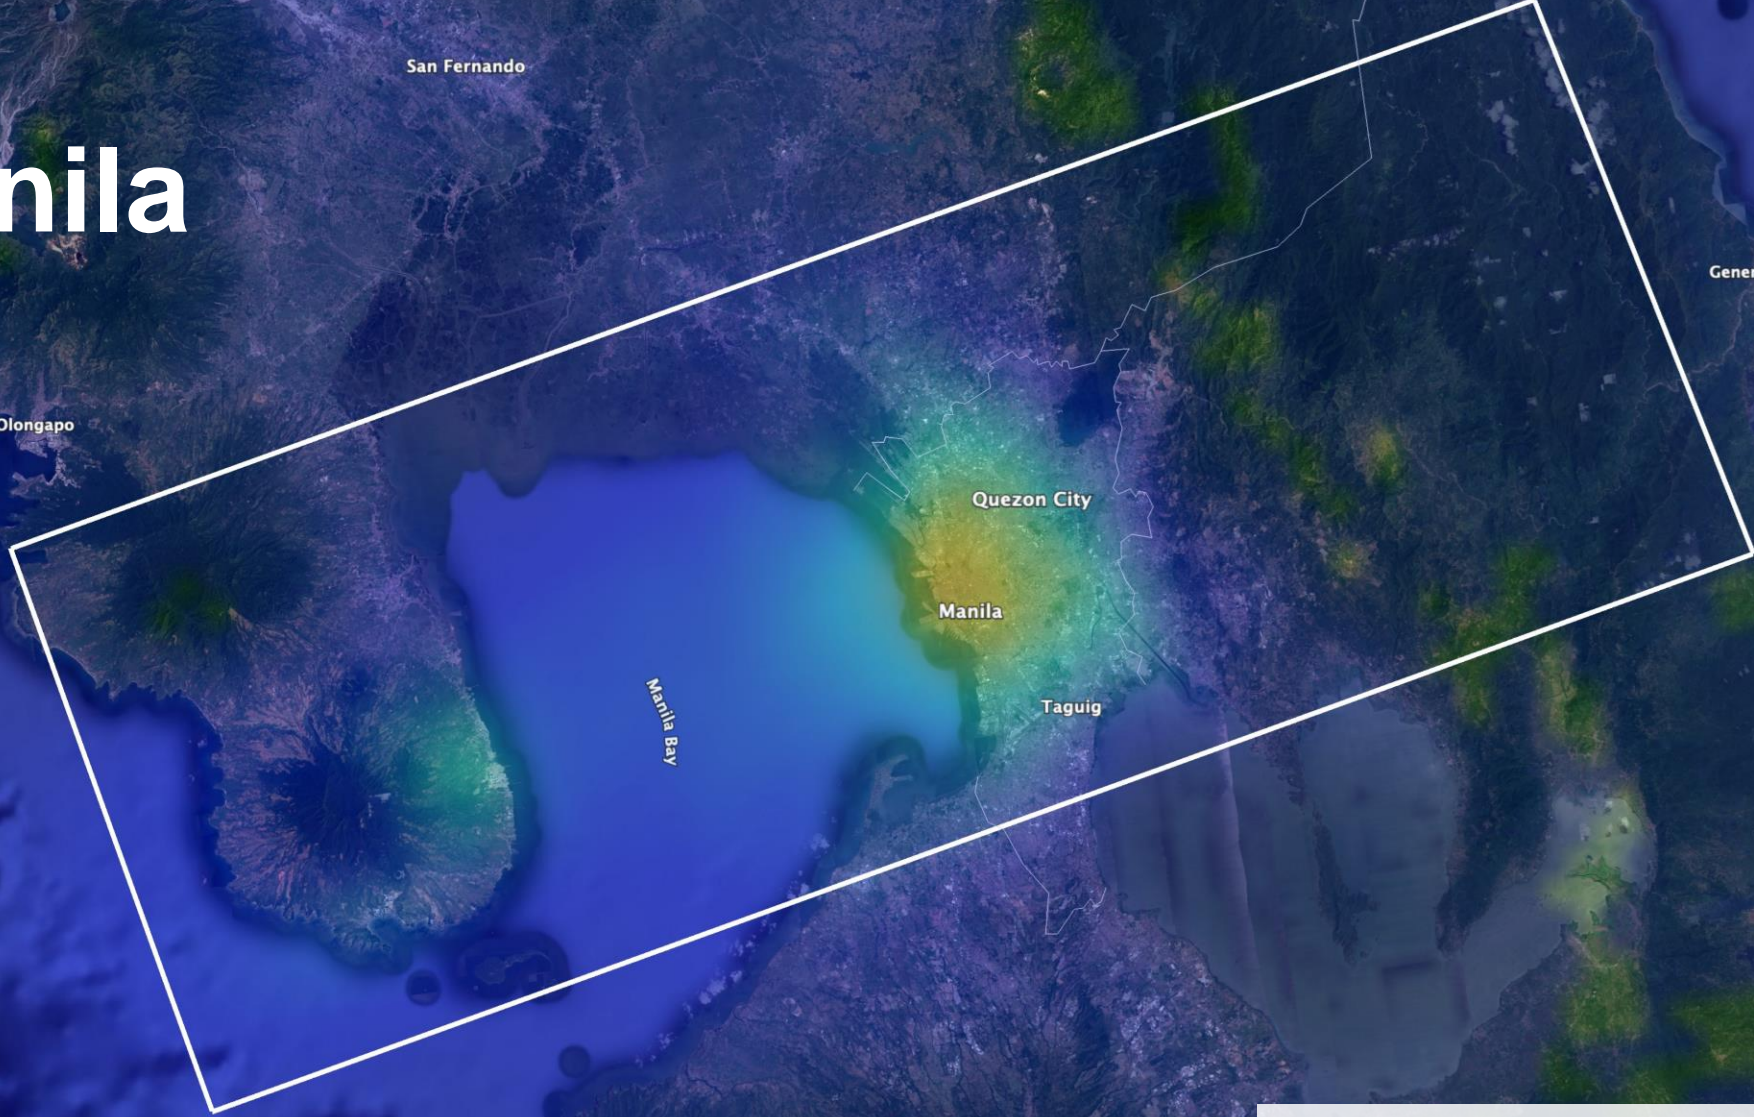 San Fernando
nila
Gener
Olongapo
Quezon City
Manila
Manila Bay
Taguig